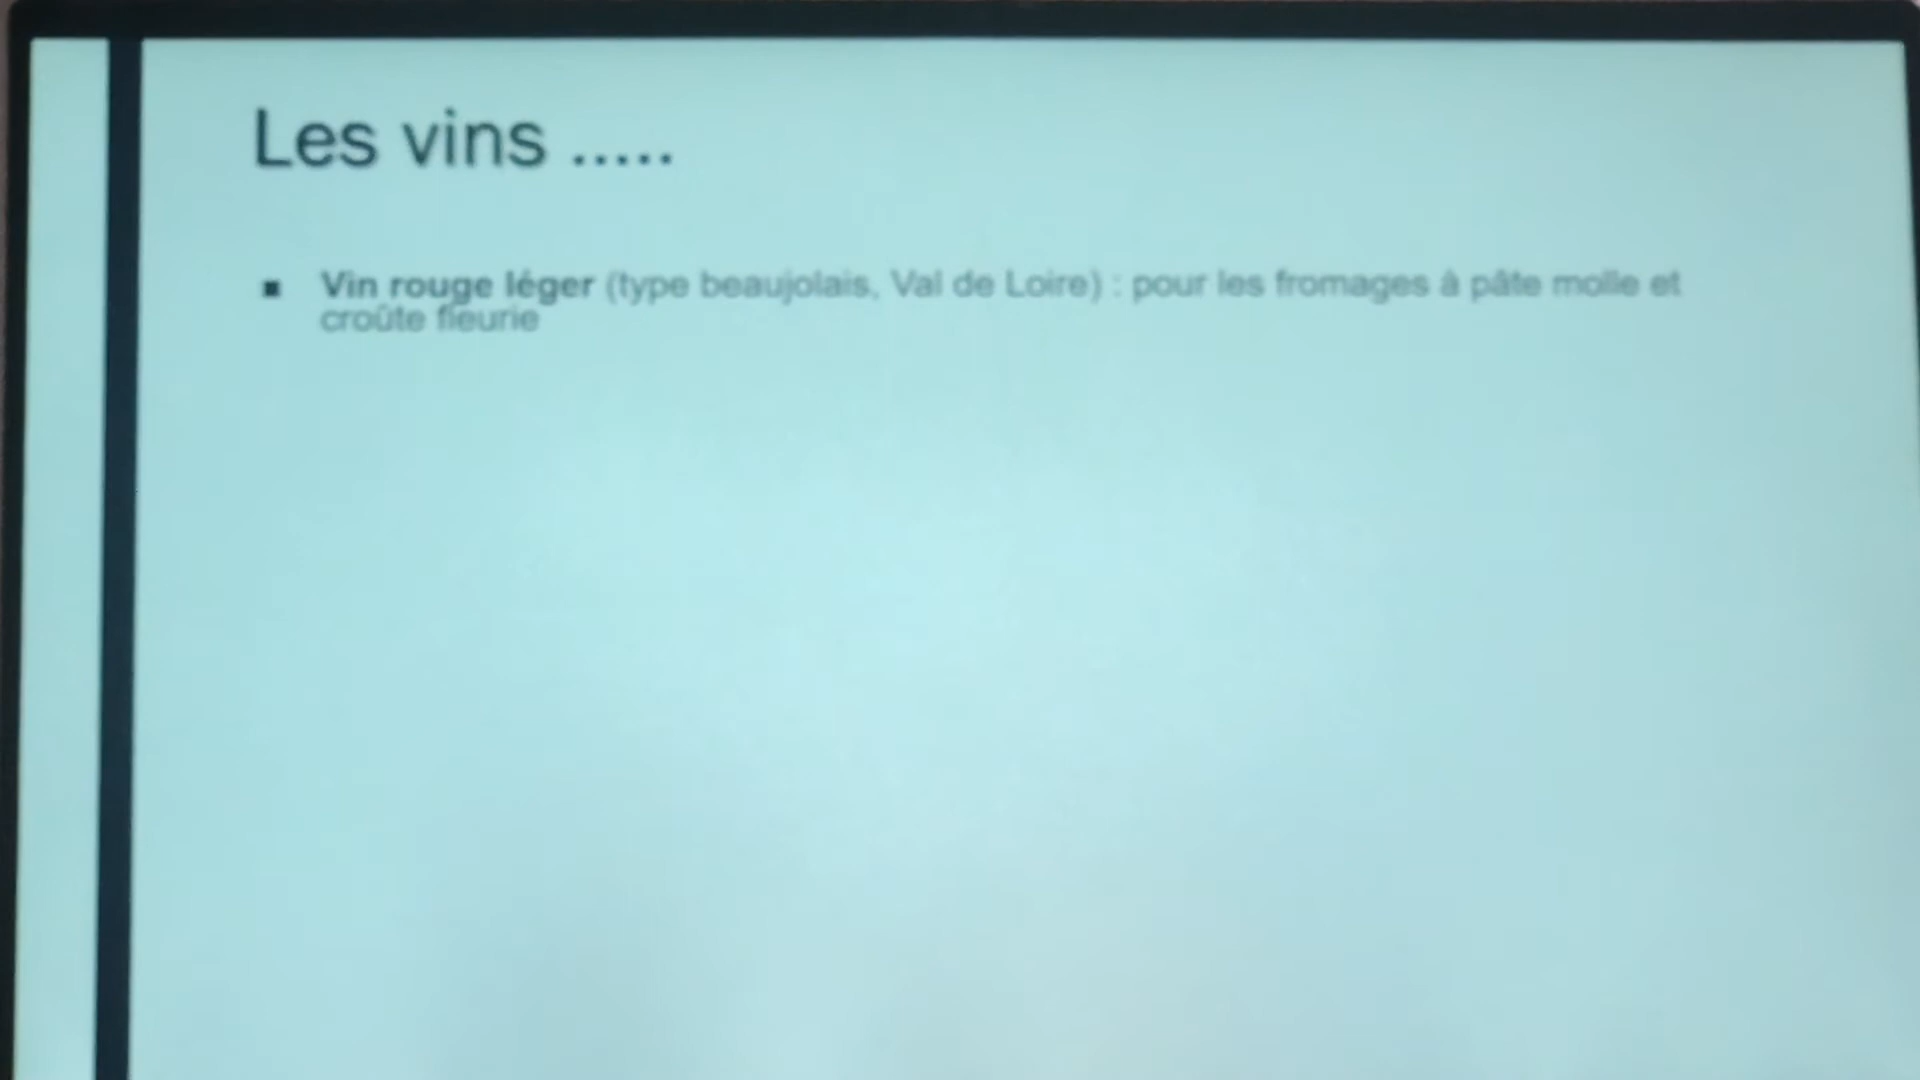 Les vins .....
▪ Vin rouge léger (type beaujolais, Val de Loire) : pour les fromages à pâte molle et
croûte fleurie